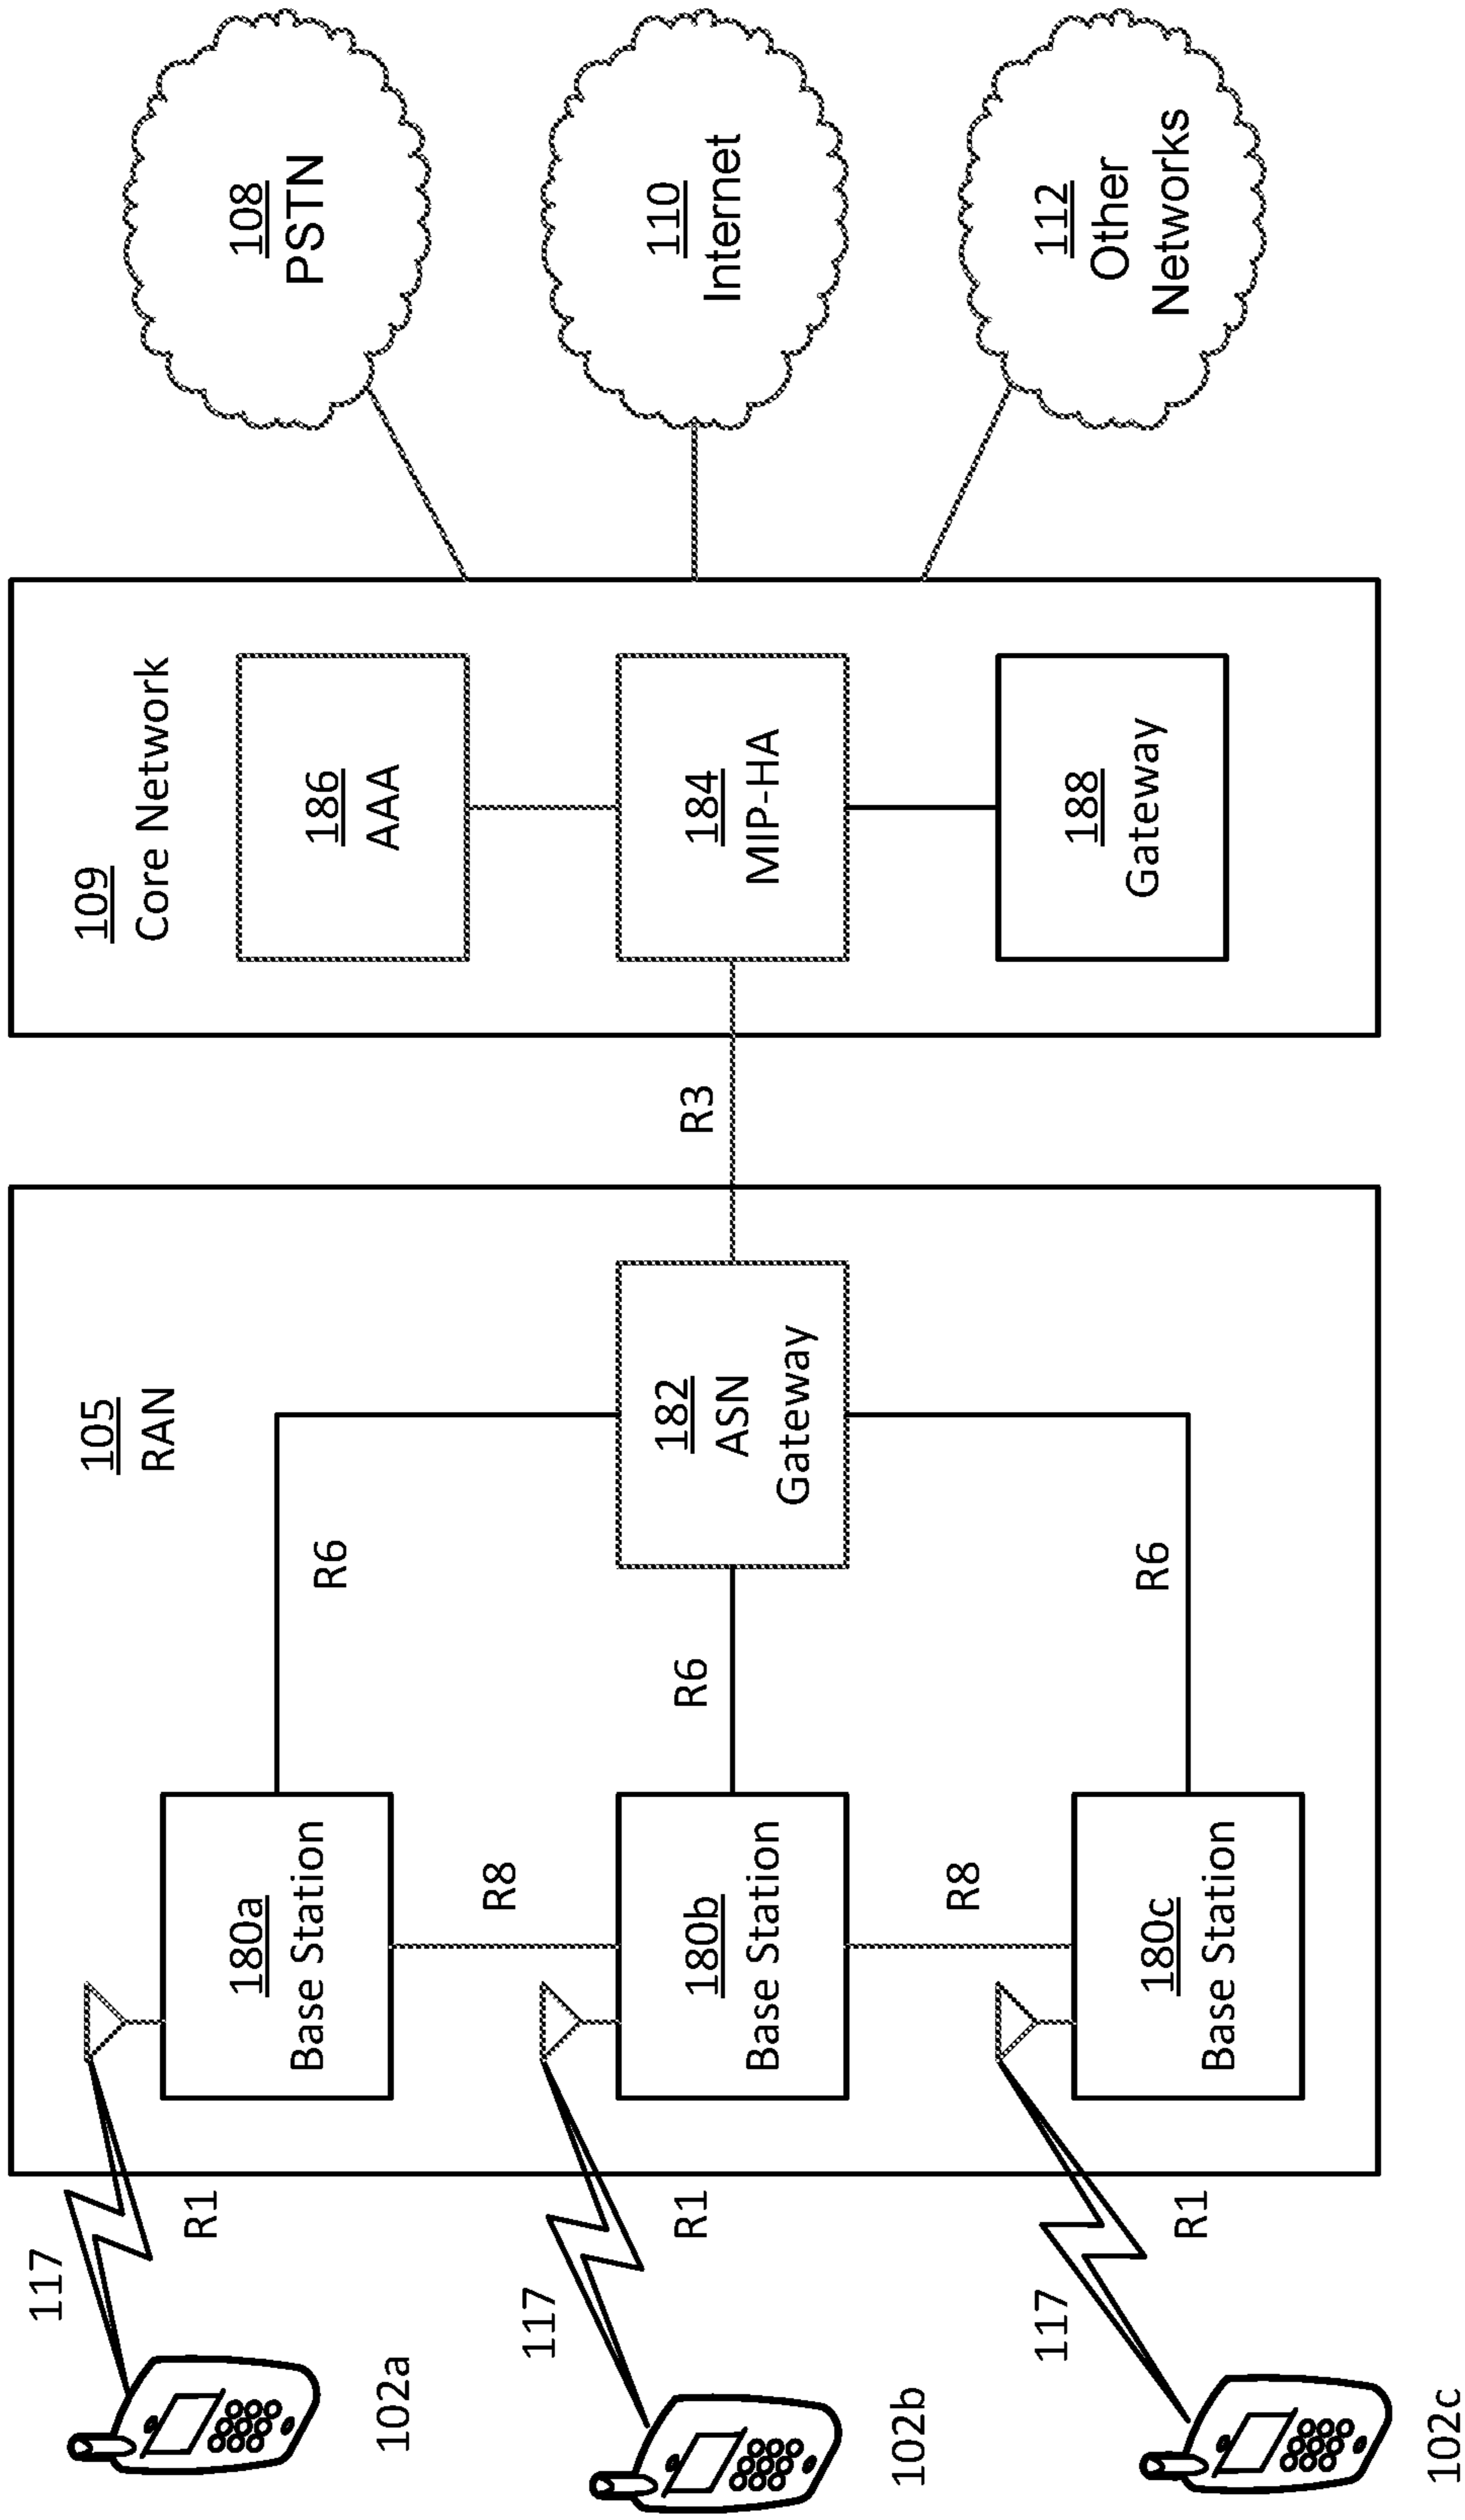 117
R1
102a
117
R1
102b
117
R1
102c
105
RAN
180a
Base Station
R8
180b
Base Station
R8
180c
Base Station
R6
R6
R6
182
ASN
Gateway
R3
109
Core Network
186
AAA
184
MIP-HA
188
Gateway
108
PSTN
110
Internet
112
Other
Networks